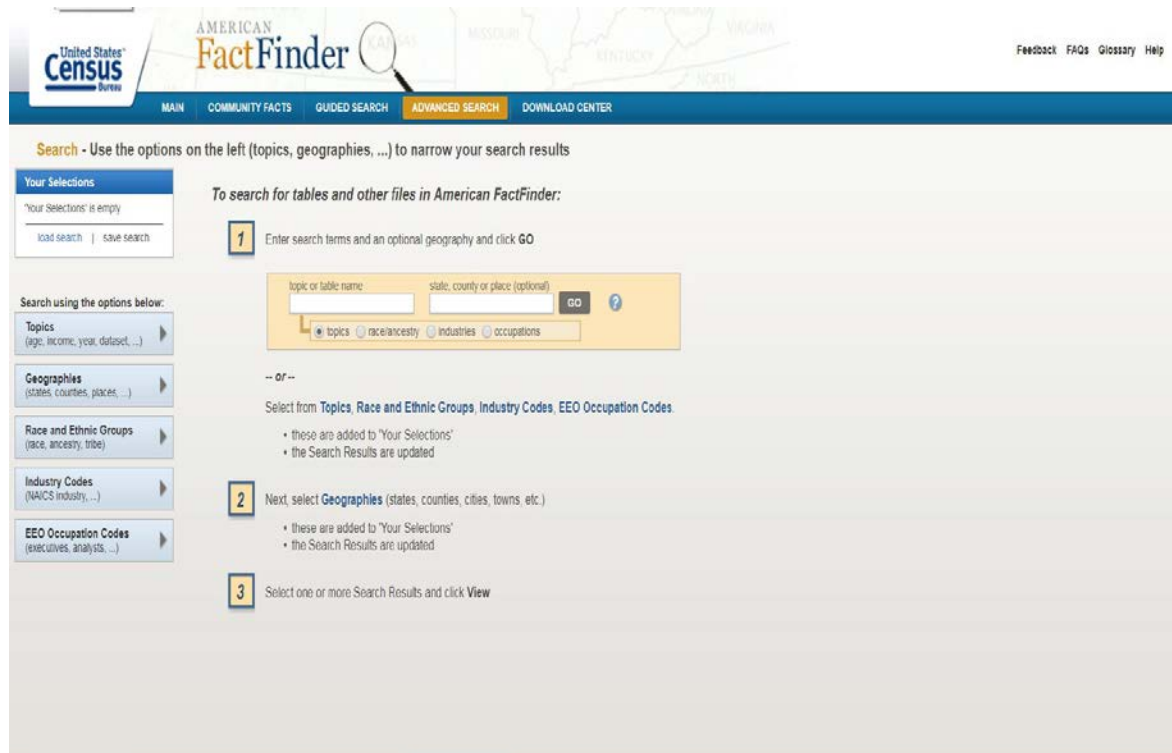 United States®
Census
Bureau
AMERICAN
FactFinder
KANSAS
MISSOURI
KENTUCKY
VIRGINIA
NORTH
Feedback FAQs Glossary Help
MAIN COMMUNITY FACTS GUIDED SEARCH ADVANCED SEARCH DOWNLOAD CENTER
Search - Use the options on the left (topics, geographies, ...) to narrow your search results
Your Selections
'Your Selections' is empty
load search | save search
Search using the options below:
Topics
(age, income, year, dataset, ...)
Geographies
(states, counties, places, ...)
Race and Ethnic Groups
(race, ancestry, tribe)
Industry Codes
(NAICS industry, ...)
EEO Occupation Codes
(executives, analysts, ...)
To search for tables and other files in American FactFinder:
1 Enter search terms and an optional geography and click GO
topic or table name state, county or place (optional)
GO ?
topics race/ancestry industries occupations
-- or --
Select from Topics, Race and Ethnic Groups, Industry Codes, EEO Occupation Codes.
• these are added to 'Your Selections'
• the Search Results are updated
2 Next, select Geographies (states, counties, cities, towns, etc.)
• these are added to 'Your Selections'
• the Search Results are updated
3 Select one or more Search Results and click View